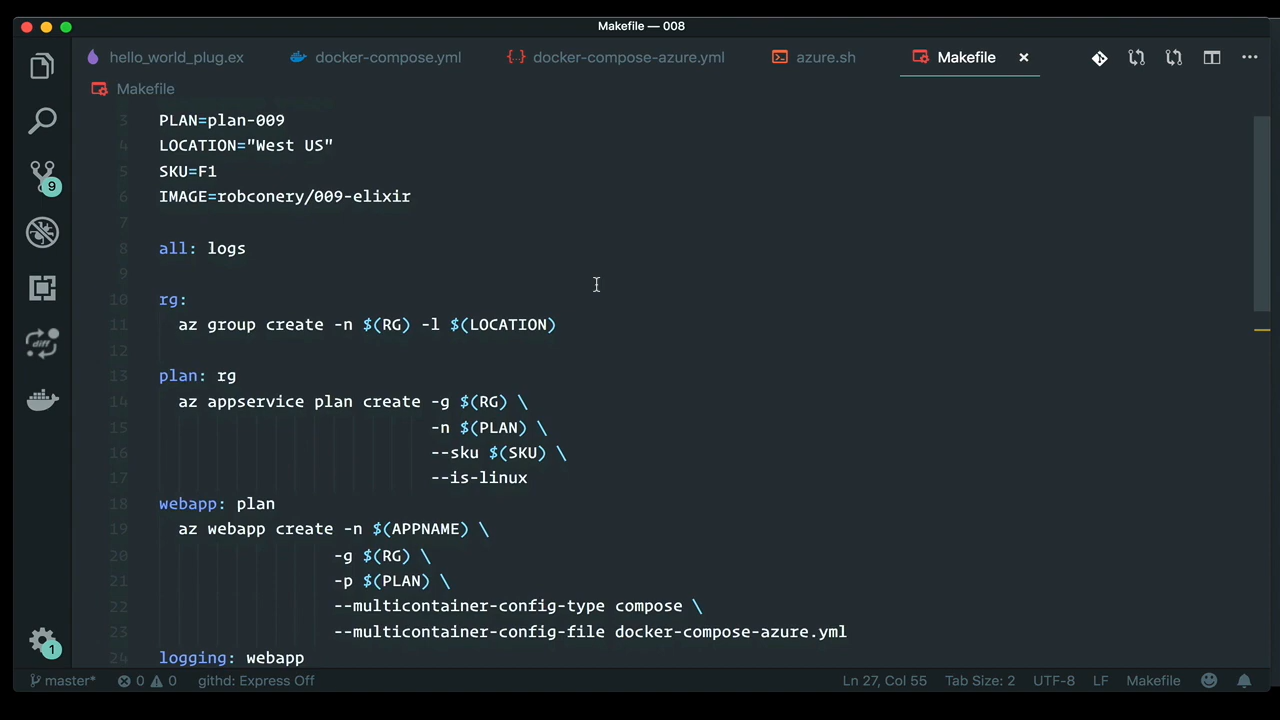 Makefile — 008
hello_world_plug.ex
docker-compose.yml
docker-compose-azure.yml
azure.sh
Makefile
Makefile
3 PLAN=plan-009
4 LOCATION="West US"
5 SKU=F1
6 IMAGE=robconery/009-elixir
7
8 all: logs
9
10 rg:
11 az group create -n $(RG) -l $(LOCATION)
12
13 plan: rg
14 az appservice plan create -g $(RG) \
15 -n $(PLAN) \
16 --sku $(SKU) \
17 --is-linux
18 webapp: plan
19 az webapp create -n $(APPNAME) \
20 -g $(RG) \
21 -p $(PLAN) \
22 --multicontainer-config-type compose \
23 --multicontainer-config-file docker-compose-azure.yml
24 logging: webapp
9
diff
1
master* 0 0 githd: Express Off Ln 27, Col 55 Tab Size: 2 UTF-8 LF Makefile